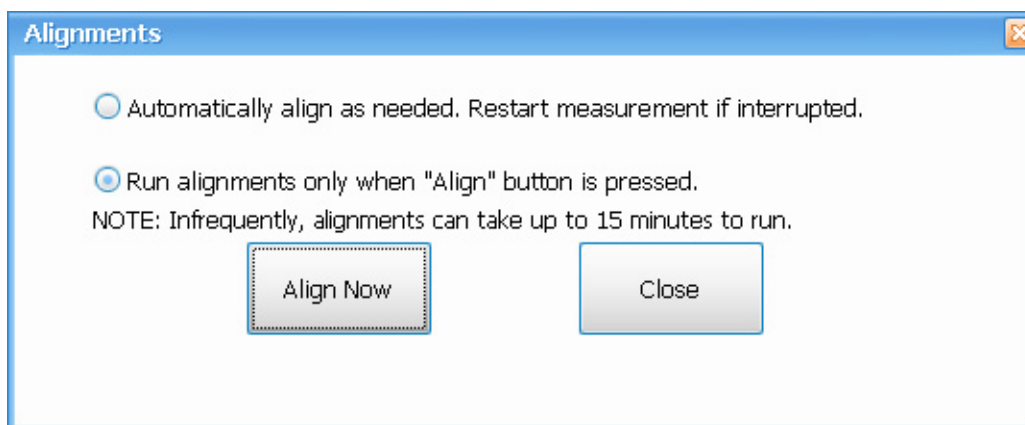 Alignments
Automatically align as needed. Restart measurement if interrupted.
Run alignments only when "Align" button is pressed.
NOTE: Infrequently, alignments can take up to 15 minutes to run.
Align Now
Close